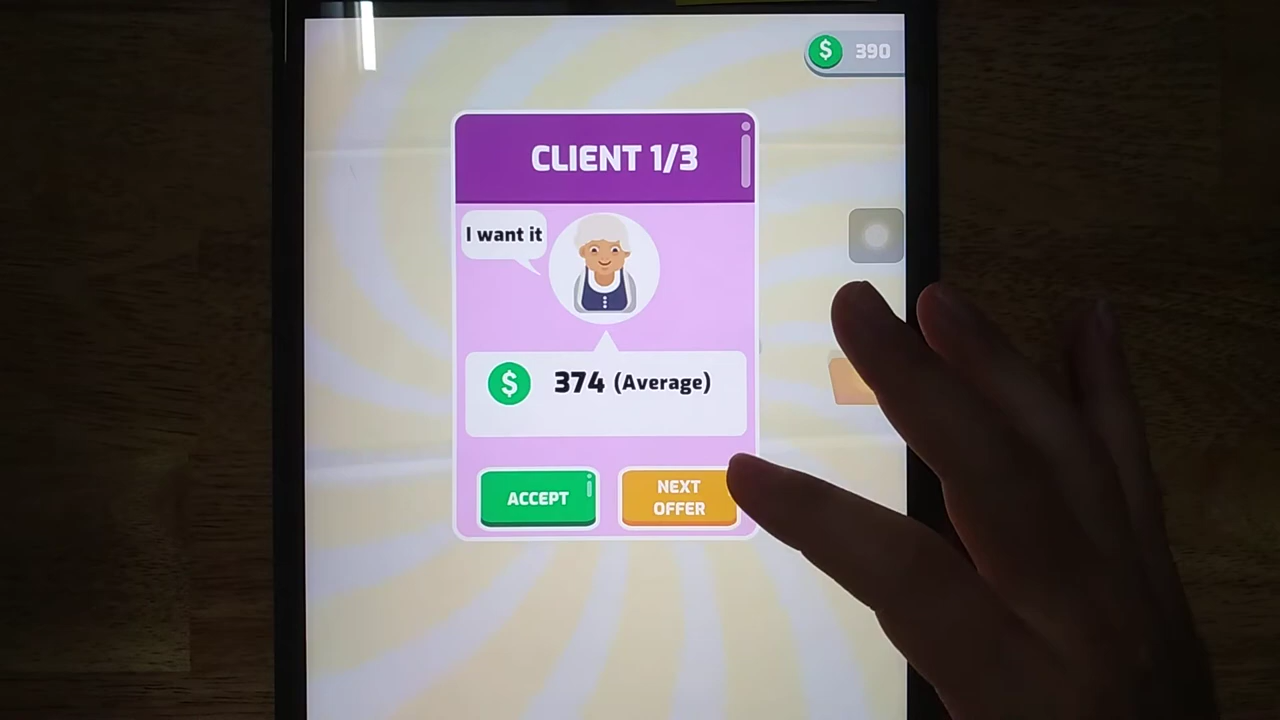 $ 390
CLIENT 1/3
I want it
$ 374 (Average)
ACCEPT
NEXT
OFFER